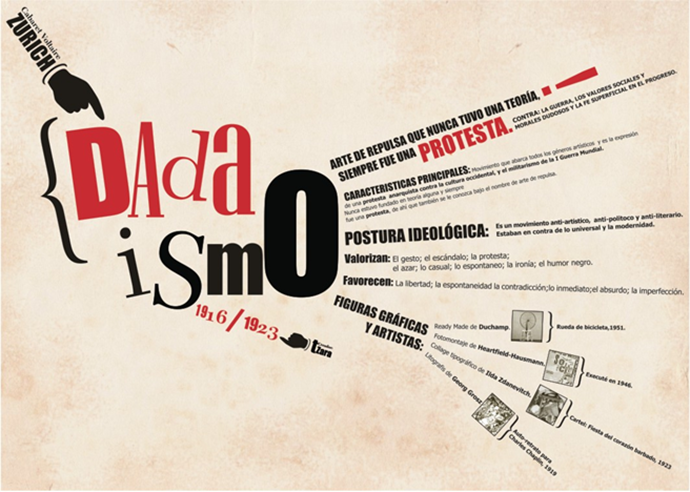 Cabaret Voltaire
ZURICH
{DAda
ismO
1916/1923
Fundador
tZara
ARTE DE REPULSA QUE NUNCA TUVO UNA TEORÍA,
SIEMPRE FUE UNA PROTESTA.
CONTRA: LA GUERRA, LOS VALORES SOCIALES Y
MORALES DUDOSOS Y LA FE SUPERFICIAL EN EL PROGRESO.
CARACTERISTICAS PRINCIPALES: Movimiento que abarca todos los géneros artísticos y es la expresión
de una protesta anarquista contra la cultura occidental, y el militarismo de la I Guerra Mundial.
Nunca estuvo fundado en teoría alguna y siempre
fue una protesta, de ahí que también se le conozca bajo el nombre de arte de repulsa.
POSTURA IDEOLÓGICA: Es un movimiento anti-artístico, anti-politoco y anti-literario.
Estaban en contra de lo universal y la modernidad.
Valorizan: El gesto; el escándalo; la protesta;
el azar; lo casual; lo espontaneo; la ironía; el humor negro.
Favorecen: La libertad; la espontaneidad la contradicción;lo inmediato;el absurdo; la imperfección.
FIGURAS GRÁFICAS
Y ARTISTAS:
Ready Made de Duchamp.
Rueda de bicicleta,1951.
Fotomontaje de Heartfield-Hausmann.
Executó en 1946.
Collage tipográfico de Ilda Zdanevitch.
Cartel: Fiesta del corazón barbado, 1922
Litografía de Georg Grosz
Auto-retrato para
Charles Chaplin, 1919